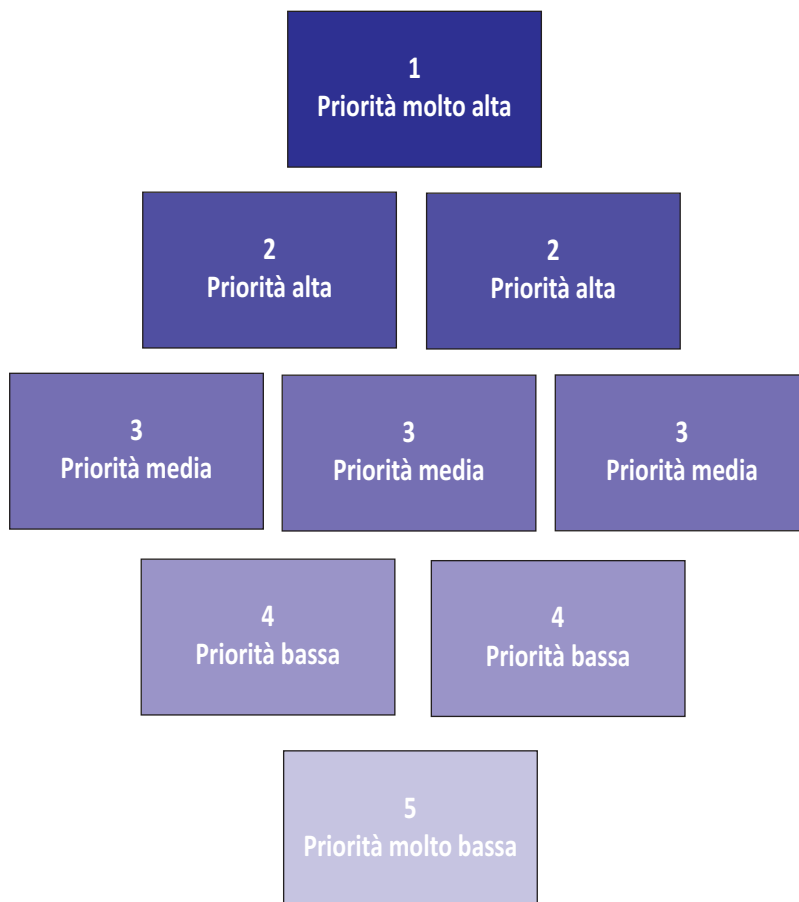 1
Priorità molto alta
2
Priorità alta
2
Priorità alta
3
Priorità media
3
Priorità media
3
Priorità media
4
Priorità bassa
4
Priorità bassa
5
Priorità molto bassa